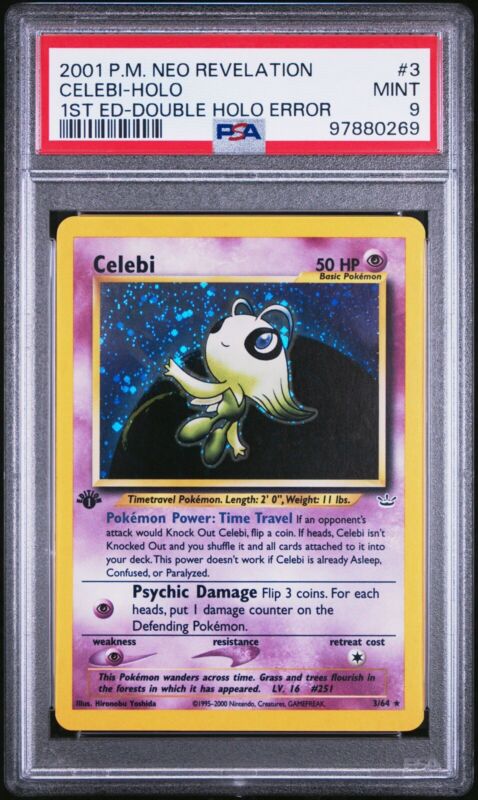 2001 P.M. NEO REVELATION #3
CELEBI-HOLO MINT
1ST ED-DOUBLE HOLO ERROR 9
PSA 97880269
Celebi 50 HP
Basic Pokémon
EDITION 1
Timetravel Pokémon. Length: 2' 0", Weight: 11 lbs.
Pokémon Power: Time Travel If an opponent's
attack would Knock Out Celebi, flip a coin. If heads, Celebi isn't
Knocked Out and you shuffle it and all cards attached to it into
your deck. This power doesn't work if Celebi is already Asleep,
Confused, or Paralyzed.
Psychic Damage Flip 3 coins. For each
heads, put 1 damage counter on the
Defending Pokémon.
weakness resistance retreat cost
This Pokémon wanders across time. Grass and trees flourish in
the forests in which it has appeared. LV. 16 #251
Illus. Hironobu Yoshida ©1995-2000 Nintendo, Creatures, GAMEFREAK. 3/64 ★
PSA